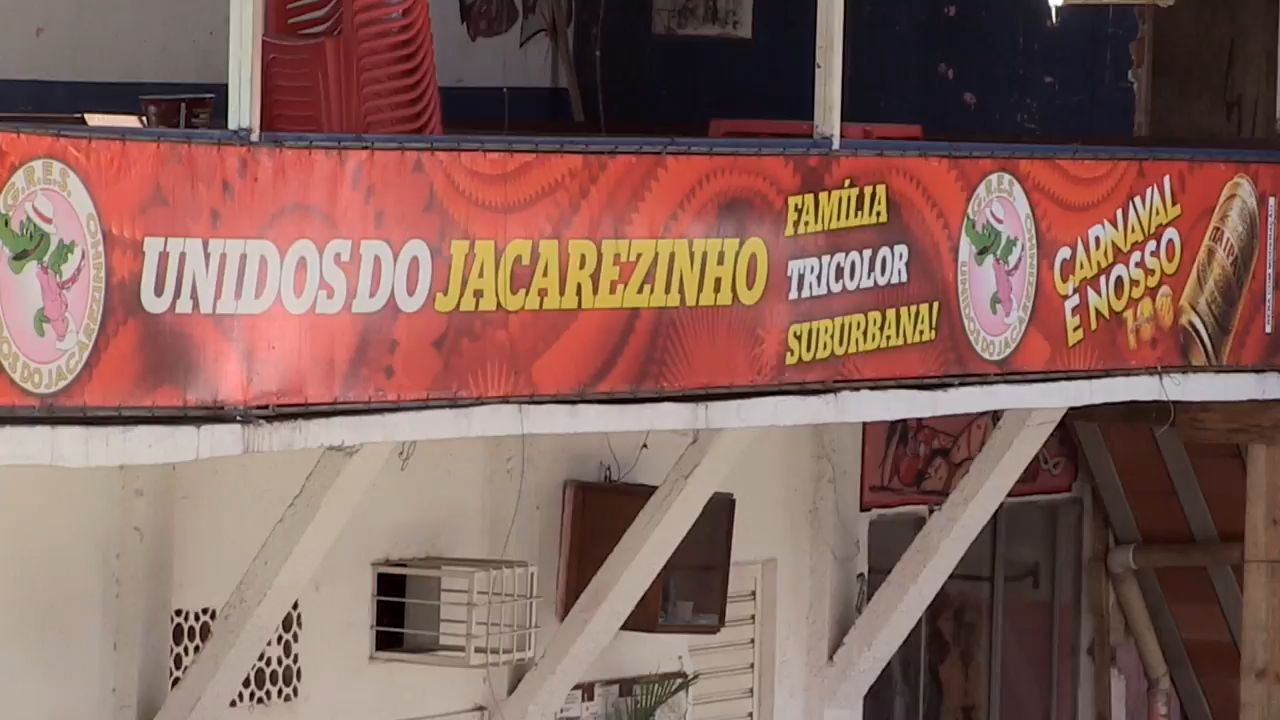 G.R.E.S.
UNIDOS DO JACAREZINHO
UNIDOS DO JACAREZINHO
FAMÍLIA
TRICOLOR
SUBURBANA!
G.R.E.S.
UNIDOS DO JACAREZINHO
CARNAVAL
É NOSSO